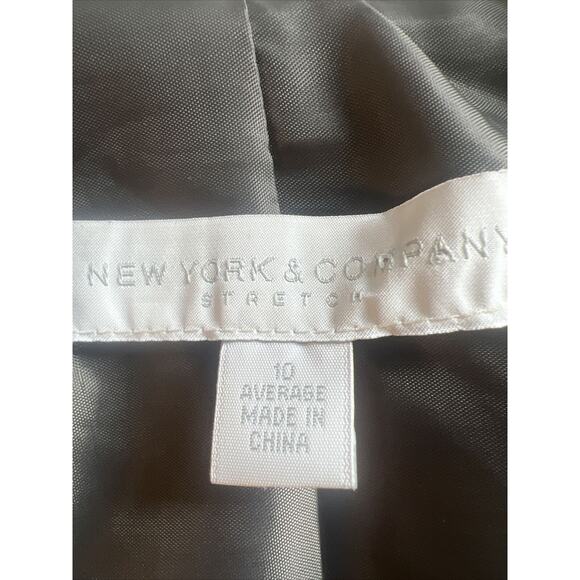 NEW YORK & COMPANY
STRETCH
10
AVERAGE
MADE IN
CHINA